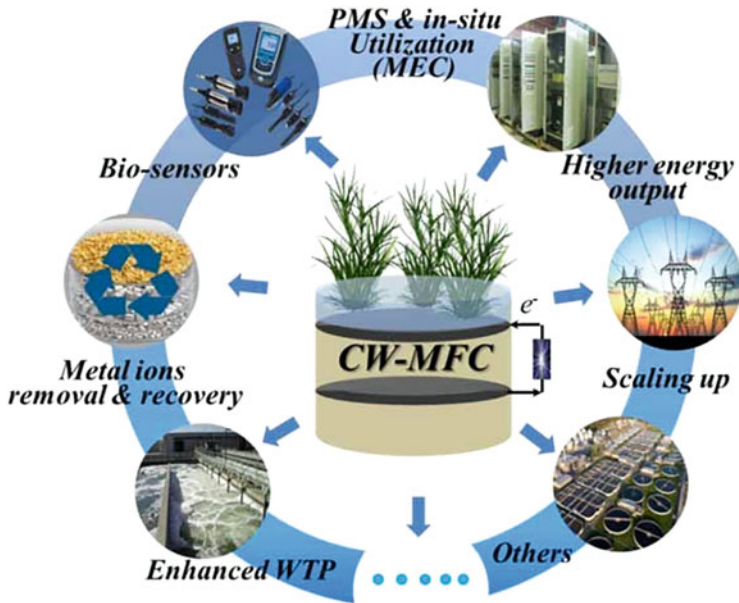 PMS & in-situ
Utilization
(MEC)
Bio-sensors
Higher energy
output
e-
CW-MFC
Metal ions
removal & recovery
Scaling up
Enhanced WTP
Others